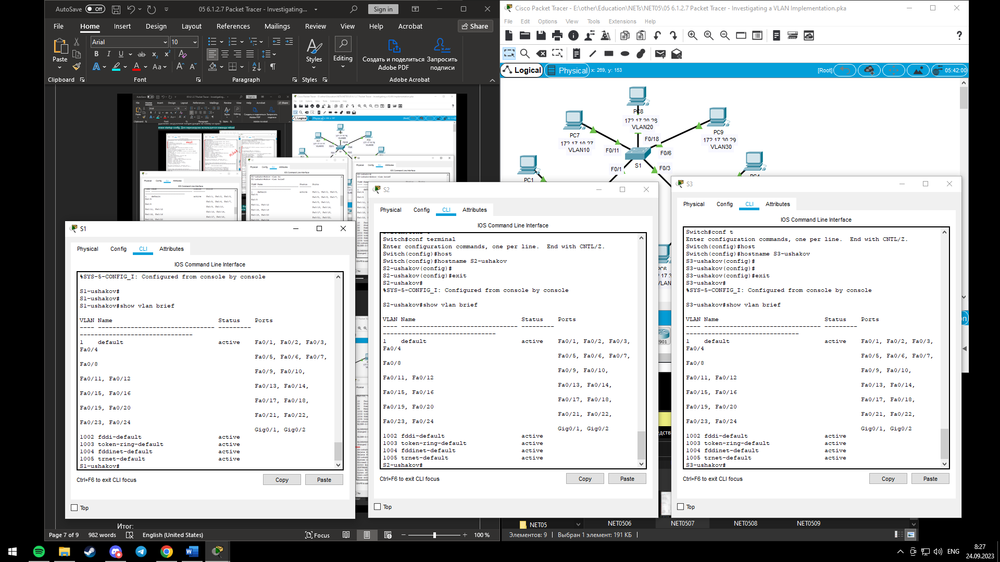 AutoSave Off 05 6.1.2.7 Packet Tracer - Investigating... Sign in
File Home Insert Design Layout References Mailings Review View Help Acrobat Share
Arial 10
Paste
Styles Editing
Создать и поделиться Adobe PDF
Запросить подписи
Clipboard Font Paragraph Styles Adobe Acrobat
Cisco Packet Tracer - E:\other\Education\NETs\NET05\05 6.1.2.7 Packet Tracer - Investigating a VLAN Implementation.pka
File Edit Options View Tools Extensions Help
Logical Physical x: 269, y: 153 [Root] 05:42:00
PC8
172.17.20.28
VLAN20
PC7
172.17.10.27
VLAN10
PC9
172.17.30.29
VLAN30
F0/18
F0/11
F0/6
S1
F0/1
F0/3
PC1
S1
Physical Config CLI Attributes
IOS Command Line Interface
%SYS-5-CONFIG_I: Configured from console by console
S1-ushakov#
S1-ushakov#
S1-ushakov#show vlan brief
VLAN Name Status Ports
---- -------------------------------- ---------
-------------------------------
1 default active Fa0/1, Fa0/2, Fa0/3,
Fa0/4
Fa0/5, Fa0/6, Fa0/7,
Fa0/8
Fa0/9, Fa0/10,
Fa0/11, Fa0/12
Fa0/13, Fa0/14,
Fa0/15, Fa0/16
Fa0/17, Fa0/18,
Fa0/19, Fa0/20
Fa0/21, Fa0/22,
Fa0/23, Fa0/24
Gig0/1, Gig0/2
1002 fddi-default active
1003 token-ring-default active
1004 fddinet-default active
1005 trnet-default active
S1-ushakov#
Ctrl+F6 to exit CLI focus
Copy Paste
Top
S2
Physical Config CLI Attributes
IOS Command Line Interface
Switch#conf terminal
Enter configuration commands, one per line. End with CNTL/Z.
Switch(config)#host
Switch(config)#hostname S2-ushakov
S2-ushakov(config)#
S2-ushakov(config)#exit
S2-ushakov#
%SYS-5-CONFIG_I: Configured from console by console
S2-ushakov#show vlan brief
VLAN Name Status Ports
---- -------------------------------- ---------
-------------------------------
1 default active Fa0/1, Fa0/2, Fa0/3,
Fa0/4
Fa0/5, Fa0/6, Fa0/7,
Fa0/8
Fa0/9, Fa0/10,
Fa0/11, Fa0/12
Fa0/13, Fa0/14,
Fa0/15, Fa0/16
Fa0/17, Fa0/18,
Fa0/19, Fa0/20
Fa0/21, Fa0/22,
Fa0/23, Fa0/24
Gig0/1, Gig0/2
1002 fddi-default active
1003 token-ring-default active
1004 fddinet-default active
1005 trnet-default active
S2-ushakov#
Ctrl+F6 to exit CLI focus
Copy Paste
Top
S3
Physical Config CLI Attributes
IOS Command Line Interface
Switch#conf t
Enter configuration commands, one per line. End with CNTL/Z.
Switch(config)#host
Switch(config)#hostname S3-ushakov
S3-ushakov(config)#
S3-ushakov(config)#
S3-ushakov(config)#exit
S3-ushakov#
%SYS-5-CONFIG_I: Configured from console by console
S3-ushakov#show vlan brief
VLAN Name Status Ports
---- -------------------------------- ---------
-------------------------------
1 default active Fa0/1, Fa0/2, Fa0/3,
Fa0/4
Fa0/5, Fa0/6, Fa0/7,
Fa0/8
Fa0/9, Fa0/10,
Fa0/11, Fa0/12
Fa0/13, Fa0/14,
Fa0/15, Fa0/16
Fa0/17, Fa0/18,
Fa0/19, Fa0/20
Fa0/21, Fa0/22,
Fa0/23, Fa0/24
Gig0/1, Gig0/2
1002 fddi-default active
1003 token-ring-default active
1004 fddinet-default active
1005 trnet-default active
S3-ushakov#
Ctrl+F6 to exit CLI focus
Copy Paste
Top
Итог:
Page 7 of 9 982 words English (United States) Focus 100 %
NET05 NET0506 NET0507 NET0508 NET0509
Элементов: 9 Выбран 1 элемент: 191 КБ
ENG
8:27
24.09.2023